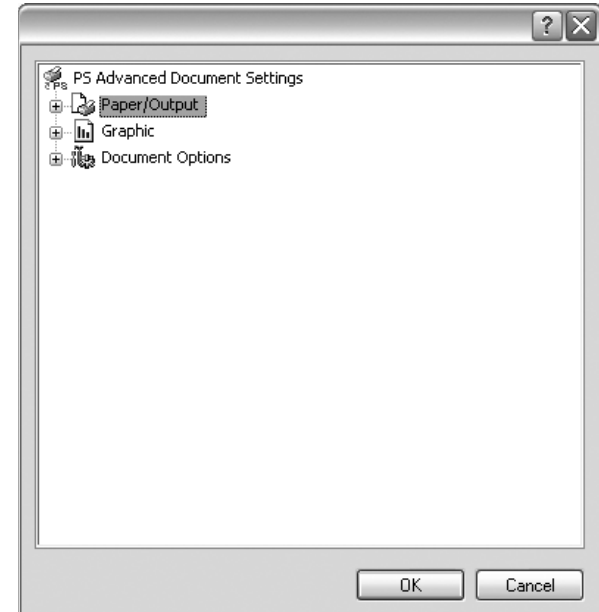 PS Advanced Document Settings
Paper/Output
Graphic
Document Options
OK
Cancel